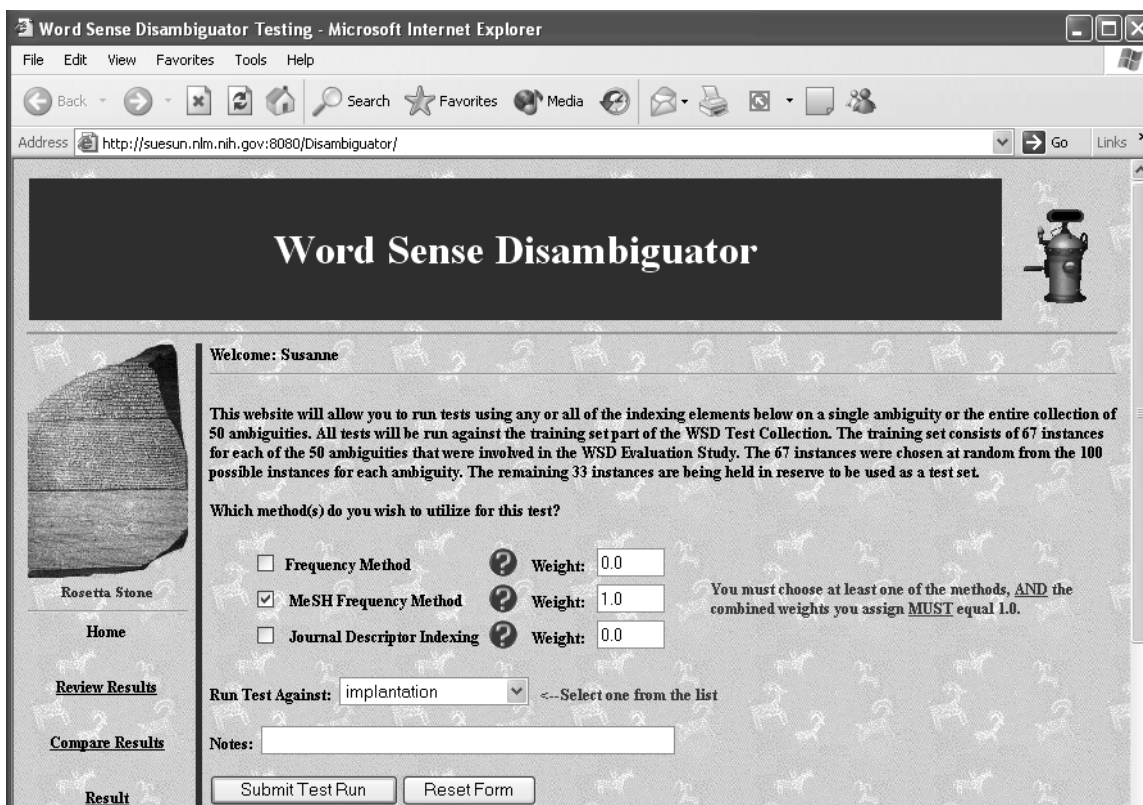 Word Sense Disambiguator Testing - Microsoft Internet Explorer
File Edit View Favorites Tools Help
Back Search Favorites Media
Address http://suesun.nlm.nih.gov:8080/Disambiguator/ Go Links
Word Sense Disambiguator
Welcome: Susanne
This website will allow you to run tests using any or all of the indexing elements below on a single ambiguity or the entire collection of
50 ambiguities. All tests will be run against the training set part of the WSD Test Collection. The training set consists of 67 instances
for each of the 50 ambiguities that were involved in the WSD Evaluation Study. The 67 instances were chosen at random from the 100
possible instances for each ambiguity. The remaining 33 instances are being held in reserve to be used as a test set.
Which method(s) do you wish to utilize for this test?
Frequency Method ? Weight: 0.0
MeSH Frequency Method ? Weight: 1.0
Journal Descriptor Indexing ? Weight: 0.0
You must choose at least one of the methods, AND the
combined weights you assign MUST equal 1.0.
Run Test Against: implantation <--Select one from the list
Notes:
Submit Test Run Reset Form
Rosetta Stone
Home
Review Results
Compare Results
Result